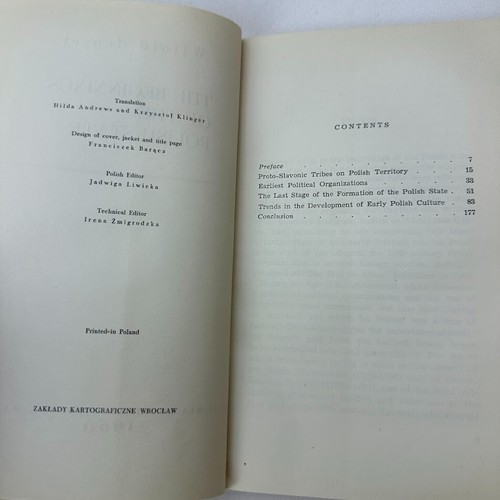 Translation
Hilda Andrews and Krzysztof Klinger
Design of cover, jacket and title page
Franciszek Barącz
Polish Editor
Jadwiga Liwicka
Technical Editor
Irena Żmigrodzka
Printed-in Poland
ZAKŁADY KARTOGRAFICZNE WROCŁAW
CONTENTS
Preface . . . . . . . . . . . . 7
Proto-Slavonic Tribes on Polish Territory . . . . 15
Earliest Political Organizations . . . . . . 33
The Last Stage of the Formation of the Polish State . 51
Trends in the Development of Early Polish Culture . 83
Conclusion . . . . . . . . . . . 177